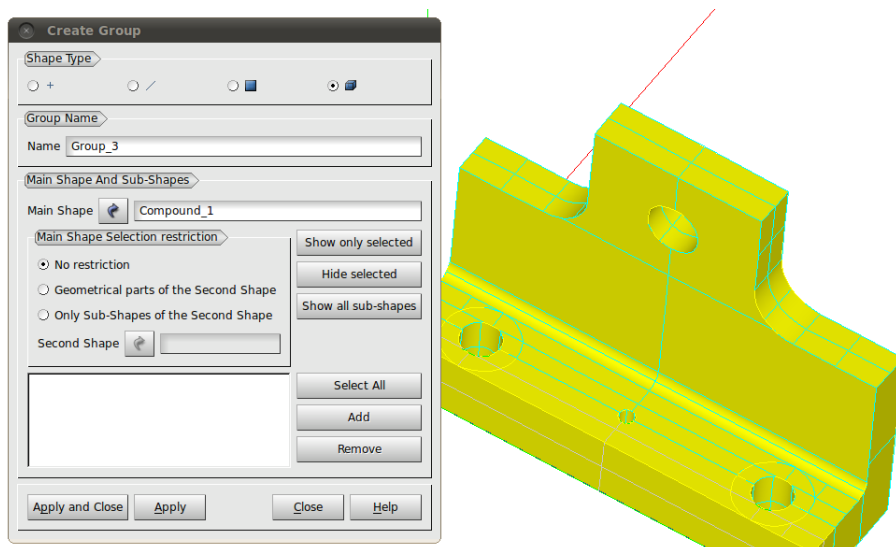 Create Group
Shape Type
Group Name
Name Group_3
Main Shape And Sub-Shapes
Main Shape Compound_1
Main Shape Selection restriction
No restriction
Geometrical parts of the Second Shape
Only Sub-Shapes of the Second Shape
Second Shape
Show only selected
Hide selected
Show all sub-shapes
Select All
Add
Remove
Apply and Close Apply Close Help